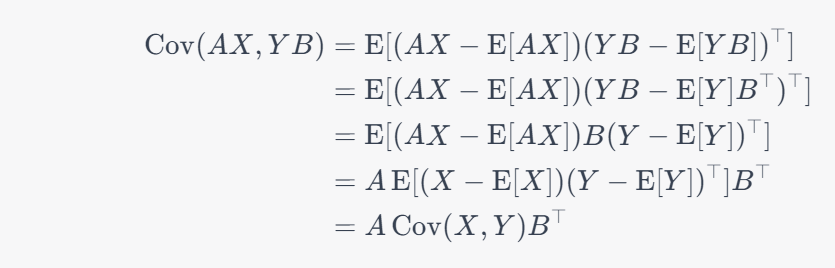 Cov(AX, YB) = E[(AX − E[AX])(YB − E[YB])⊤]
= E[(AX − E[AX])(YB − E[Y]B⊤)⊤]
= E[(AX − E[AX])B(Y − E[Y])⊤]
= A E[(X − E[X])(Y − E[Y])⊤]B⊤
= A Cov(X, Y)B⊤